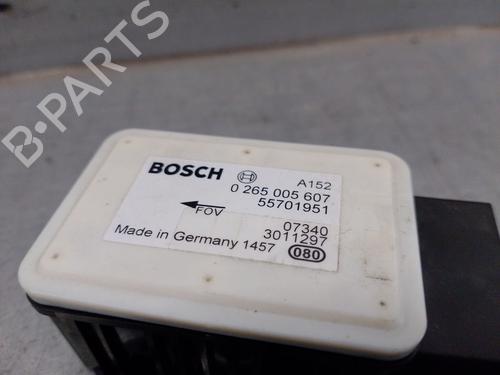 B-PARTS
BOSCH
A152
0 265 005 607
55701951
FOV
07340
3011297
Made in Germany 1457
080